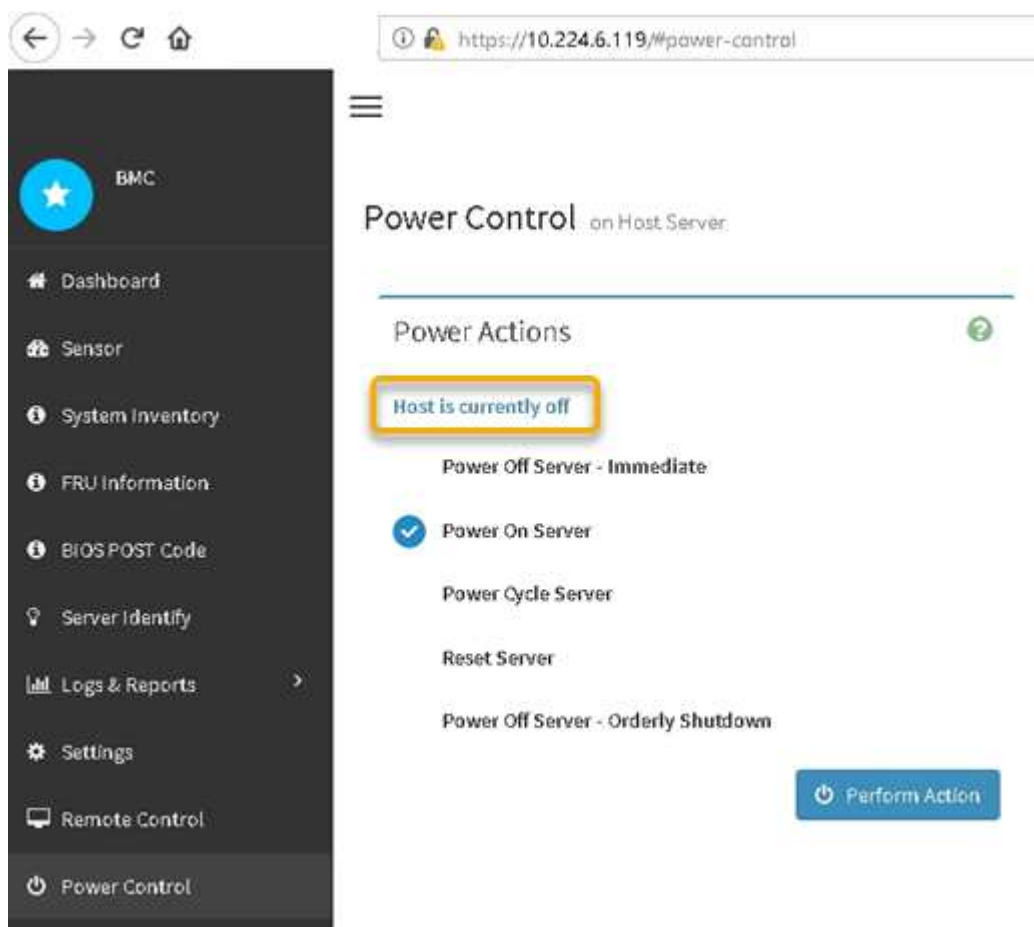 https://10.224.6.119/#power-control
BMC
Power Control on Host Server
Dashboard
Power Actions
Sensor
Host is currently off
System Inventory
Power Off Server - Immediate
FRU Information
Power On Server
BIOS POST Code
Power Cycle Server
Server Identify
Reset Server
Logs & Reports
Power Off Server - Orderly Shutdown
Settings
Perform Action
Remote Control
Power Control